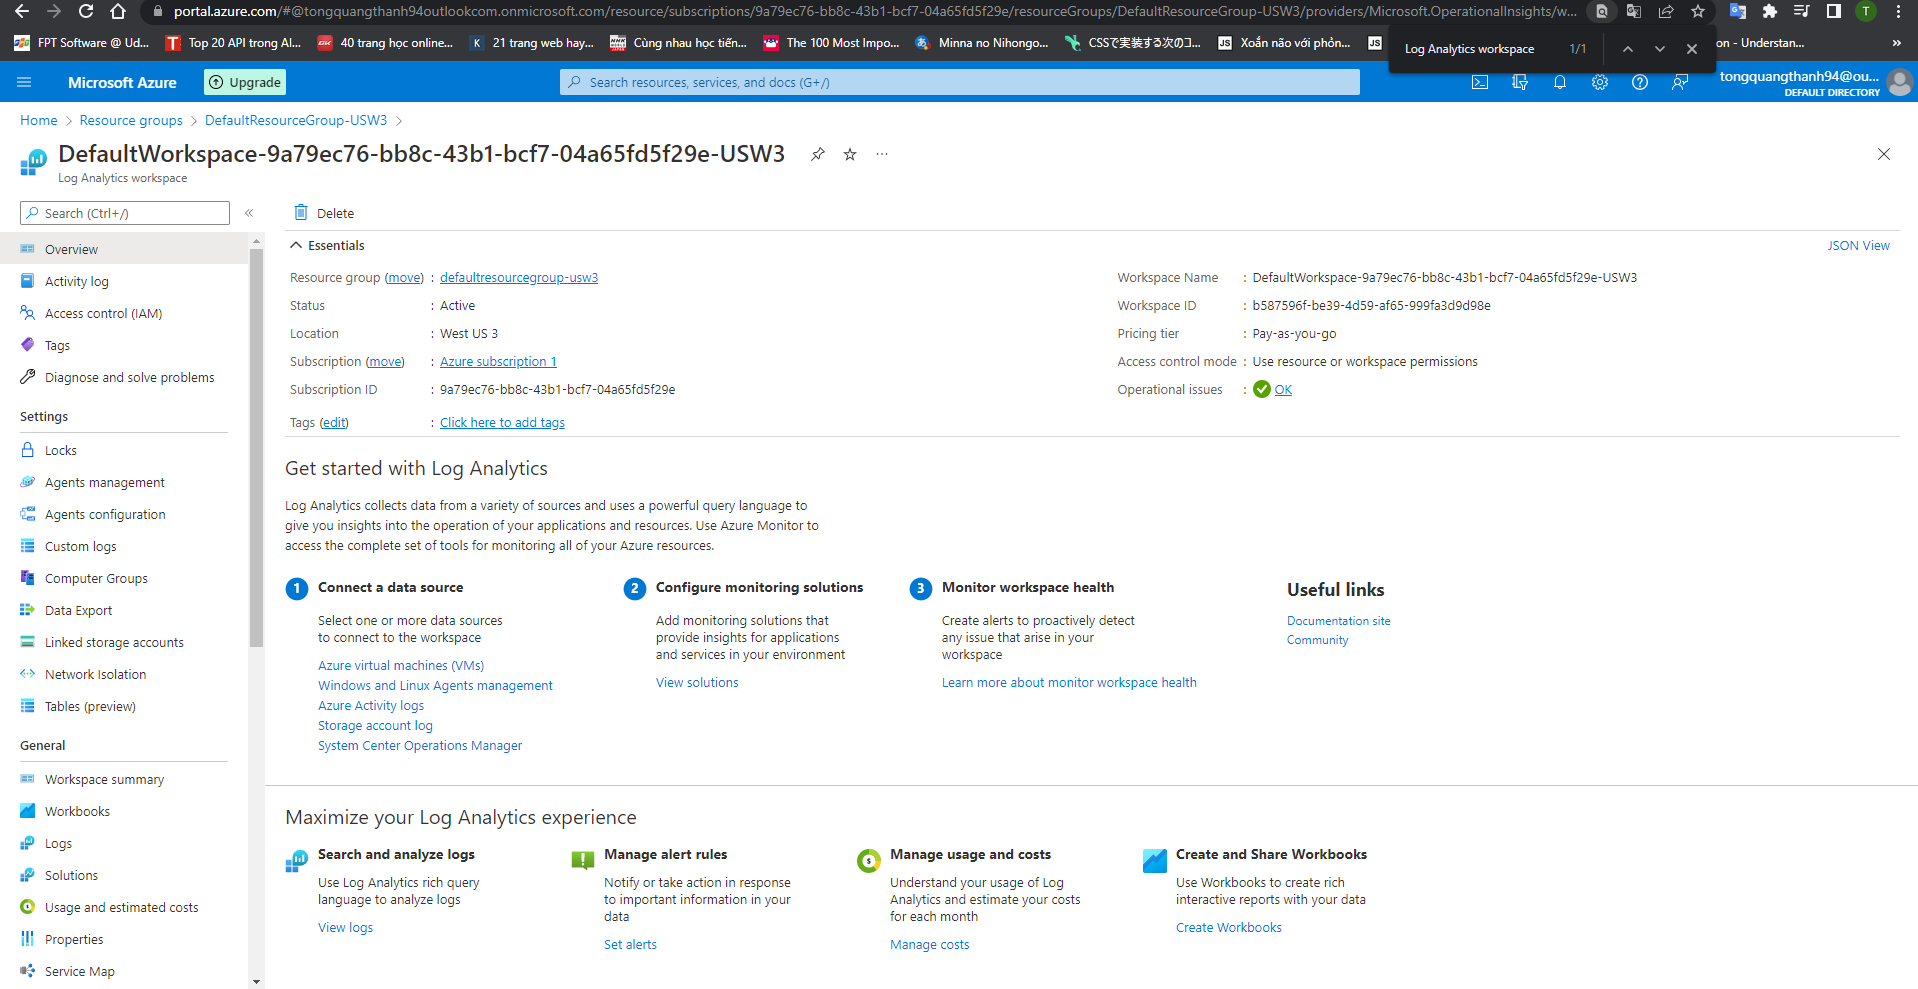 portal.azure.com/#@tongquangthanh94outlookcom.onmicrosoft.com/resource/subscriptions/9a79ec76-bb8c-43b1-bcf7-04a65fd5f29e/resourceGroups/DefaultResourceGroup-USW3/providers/Microsoft.OperationalInsights/w...
T
FPT Software @ Ud...
Top 20 API trong Al...
40 trang học online...
21 trang web hay...
Cùng nhau học tiến...
The 100 Most Impo...
Minna no Nihongo...
CSSで実装する次のコ...
Xoắn não với phỏn...
on - Understan...
»
Log Analytics workspace 1/1
Microsoft Azure
Upgrade
Search resources, services, and docs (G+/)
tongquangthanh94@ou...
DEFAULT DIRECTORY
Home > Resource groups > DefaultResourceGroup-USW3 >
DefaultWorkspace-9a79ec76-bb8c-43b1-bcf7-04a65fd5f29e-USW3 ...
Log Analytics workspace
Search (Ctrl+/)
«
Overview
Activity log
Access control (IAM)
Tags
Diagnose and solve problems
Settings
Locks
Agents management
Agents configuration
Custom logs
Computer Groups
Data Export
Linked storage accounts
Network Isolation
Tables (preview)
General
Workspace summary
Workbooks
Logs
Solutions
Usage and estimated costs
Properties
Service Map
Delete
Essentials
JSON View
Resource group (move) : defaultresourcegroup-usw3
Status : Active
Location : West US 3
Subscription (move) : Azure subscription 1
Subscription ID : 9a79ec76-bb8c-43b1-bcf7-04a65fd5f29e
Tags (edit) : Click here to add tags
Workspace Name : DefaultWorkspace-9a79ec76-bb8c-43b1-bcf7-04a65fd5f29e-USW3
Workspace ID : b587596f-be39-4d59-af65-999fa3d9d98e
Pricing tier : Pay-as-you-go
Access control mode : Use resource or workspace permissions
Operational issues : OK
Get started with Log Analytics
Log Analytics collects data from a variety of sources and uses a powerful query language to
give you insights into the operation of your applications and resources. Use Azure Monitor to
access the complete set of tools for monitoring all of your Azure resources.
1 Connect a data source
Select one or more data sources
to connect to the workspace
Azure virtual machines (VMs)
Windows and Linux Agents management
Azure Activity logs
Storage account log
System Center Operations Manager
2 Configure monitoring solutions
Add monitoring solutions that
provide insights for applications
and services in your environment
View solutions
3 Monitor workspace health
Create alerts to proactively detect
any issue that arise in your
workspace
Learn more about monitor workspace health
Useful links
Documentation site
Community
Maximize your Log Analytics experience
Search and analyze logs
Use Log Analytics rich query
language to analyze logs
View logs
Manage alert rules
Notify or take action in response
to important information in your
data
Set alerts
Manage usage and costs
Understand your usage of Log
Analytics and estimate your costs
for each month
Manage costs
Create and Share Workbooks
Use Workbooks to create rich
interactive reports with your data
Create Workbooks